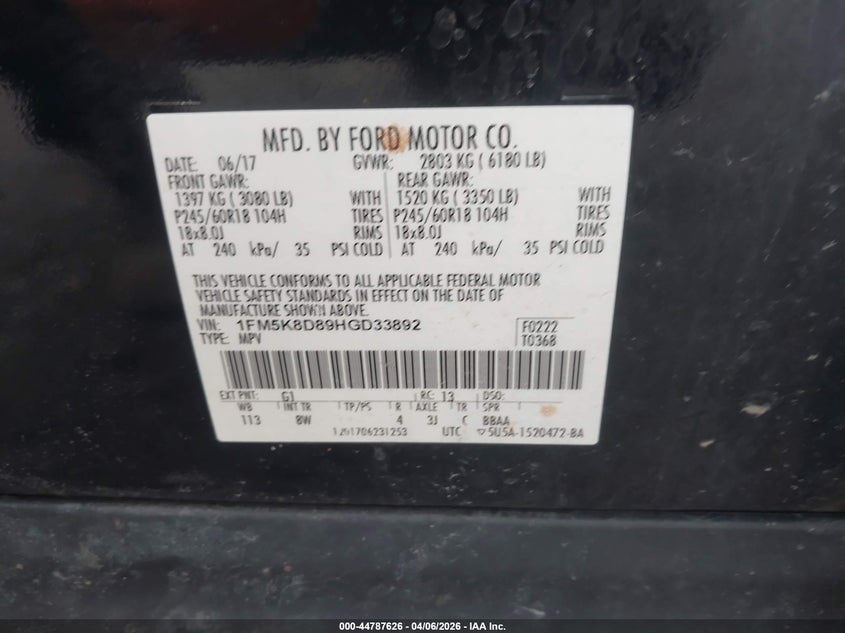 MFD. BY FORD MOTOR CO.
DATE: 06/17 GVWR: 2803 KG ( 6180 LB)
FRONT GAWR: REAR GAWR:
1397 KG ( 3080 LB) WITH 1520 KG ( 3350 LB) WITH
P245/60R18 104H TIRES P245/60R18 104H TIRES
18x8.0J RIMS 18x8.0J RIMS
AT 240 kPa/ 35 PSI COLD AT 240 kPa/ 35 PSI COLD
THIS VEHICLE CONFORMS TO ALL APPLICABLE FEDERAL MOTOR
VEHICLE SAFETY STANDARDS IN EFFECT ON THE DATE OF
MANUFACTURE SHOWN ABOVE.
VIN: 1FM5K8D89HGD33892 F0222
TYPE: MPV T0368
EXT PNT: G1 RC: 13 DSO:
WB INT TR TP/PS R AXLE TR SPR
113 BW 4 3J C BBAA
UTC 5U5A-1520472-BA
000-44787626 - 04/06/2026 - IAA Inc.